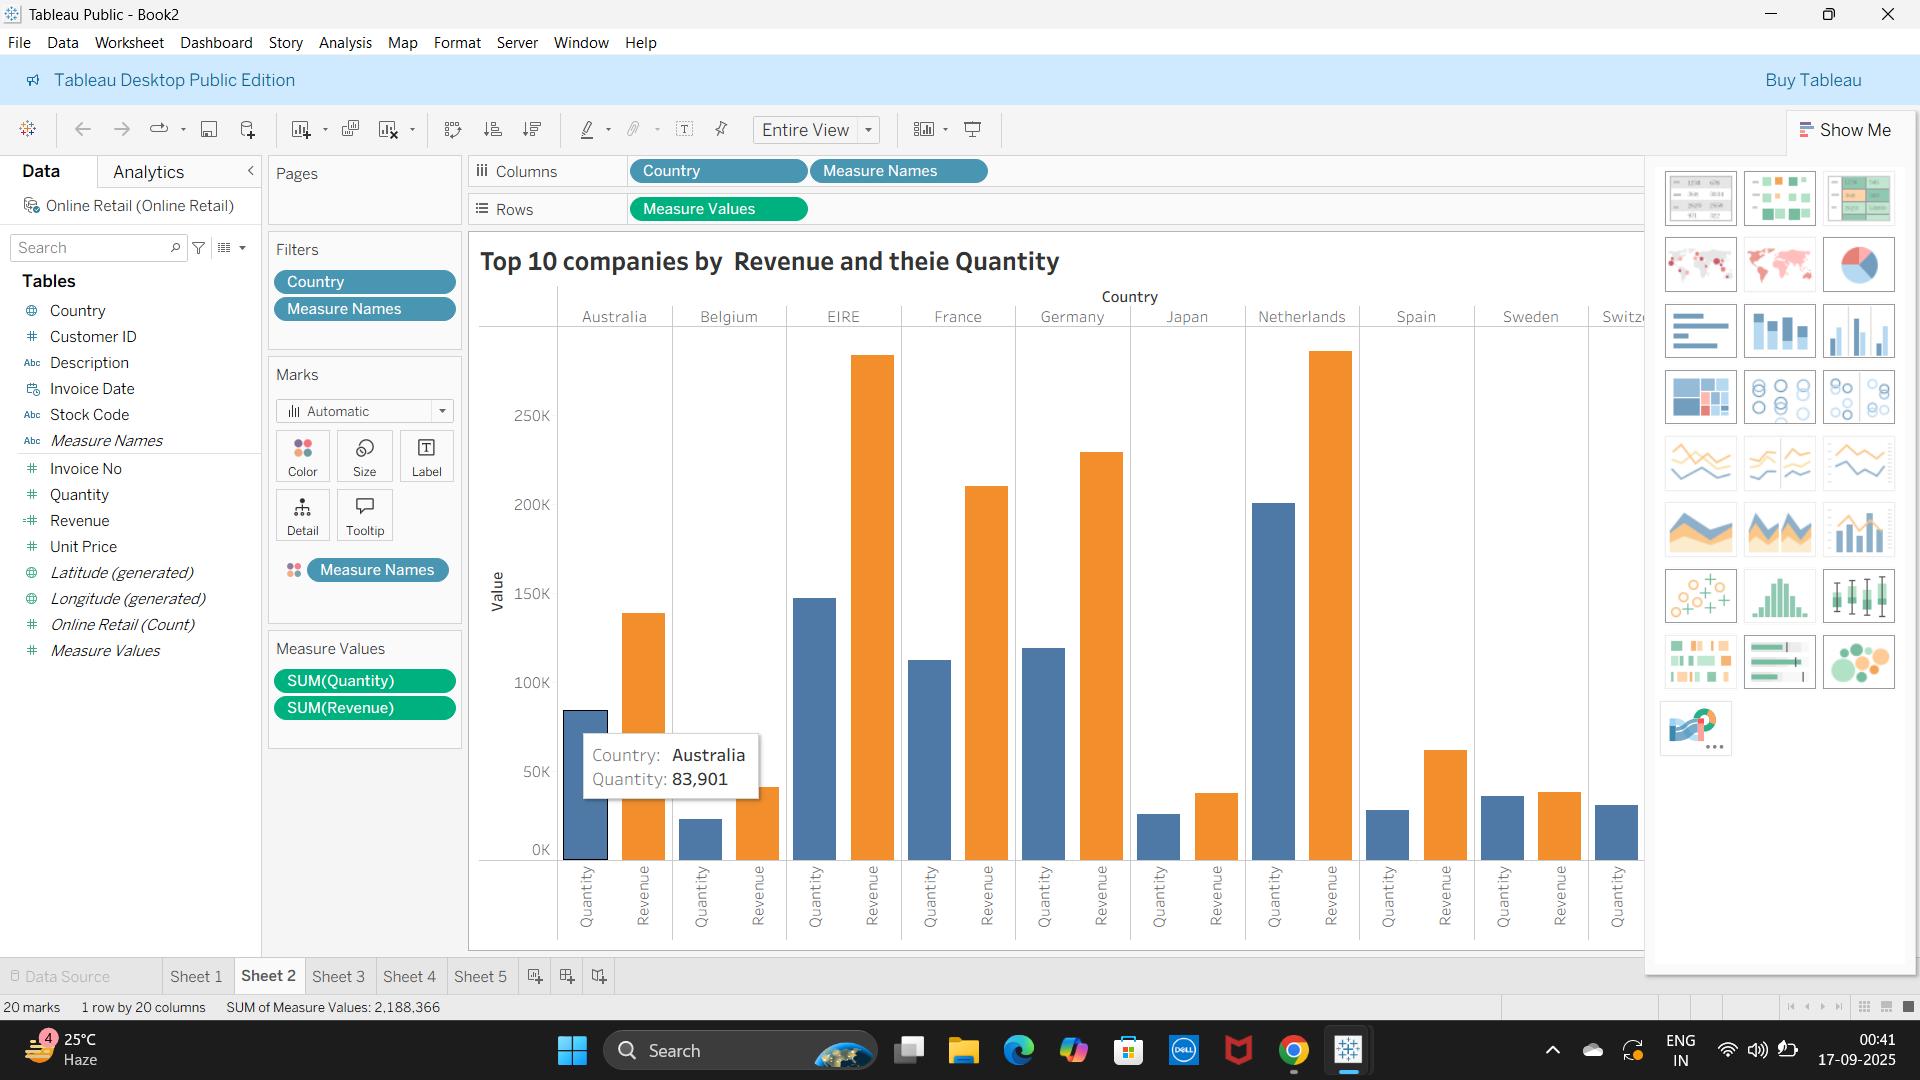 Tableau Public - Book2
File Data Worksheet Dashboard Story Analysis Map Format Server Window Help
Tableau Desktop Public Edition
Buy Tableau
Entire View
Show Me
Data Analytics
Online Retail (Online Retail)
Search
Tables
Country
Customer ID
Abc Description
Invoice Date
Abc Stock Code
Abc Measure Names
Invoice No
Quantity
Revenue
Unit Price
Latitude (generated)
Longitude (generated)
Online Retail (Count)
Measure Values
Pages
Filters
Country
Measure Names
Marks
Automatic
Color Size Label
Detail Tooltip
Measure Names
Measure Values
SUM(Quantity)
SUM(Revenue)
Columns Country Measure Names
Rows Measure Values
Top 10 companies by  Revenue and theie Quantity
Country
Australia Belgium EIRE France Germany Japan Netherlands Spain Sweden Switz
Value
250K
200K
150K
100K
50K
0K
Country: Australia
Quantity: 83,901
Quantity Revenue Quantity Revenue Quantity Revenue Quantity Revenue Quantity Revenue Quantity Revenue Quantity Revenue Quantity Revenue Quantity Revenue Quantity
Data Source Sheet 1 Sheet 2 Sheet 3 Sheet 4 Sheet 5
20 marks 1 row by 20 columns SUM of Measure Values: 2,188,366
4
25°C
Haze
Search
DELL
ENG
IN
00:41
17-09-2025